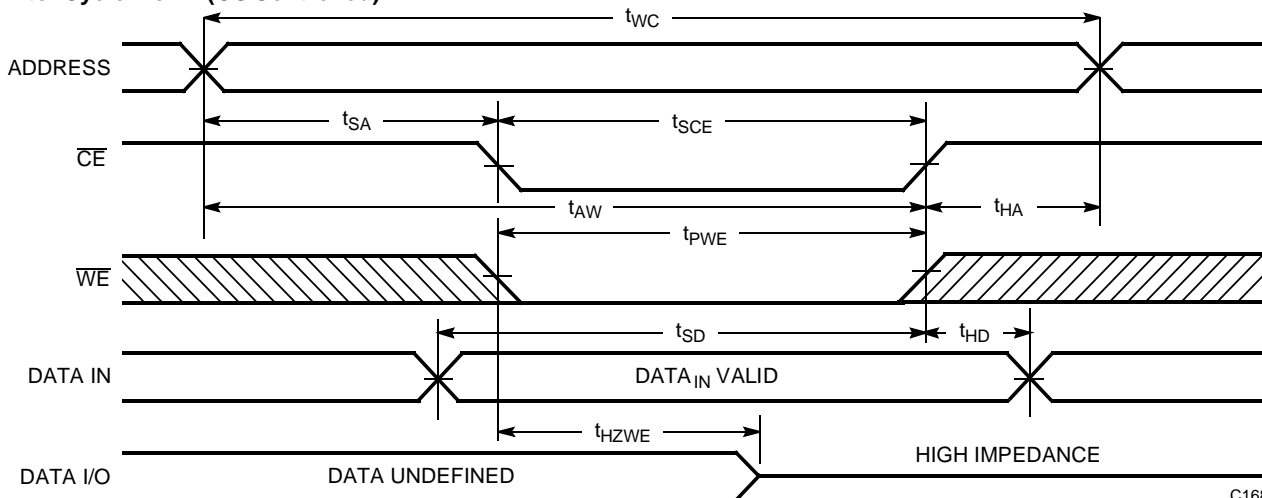 tWC
ADDRESS
tSA
tSCE
CE
tAW
tHA
tPWE
WE
tSD
tHD
DATA IN
DATAIN VALID
tHZWE
DATA I/O
DATA UNDEFINED
HIGH IMPEDANCE